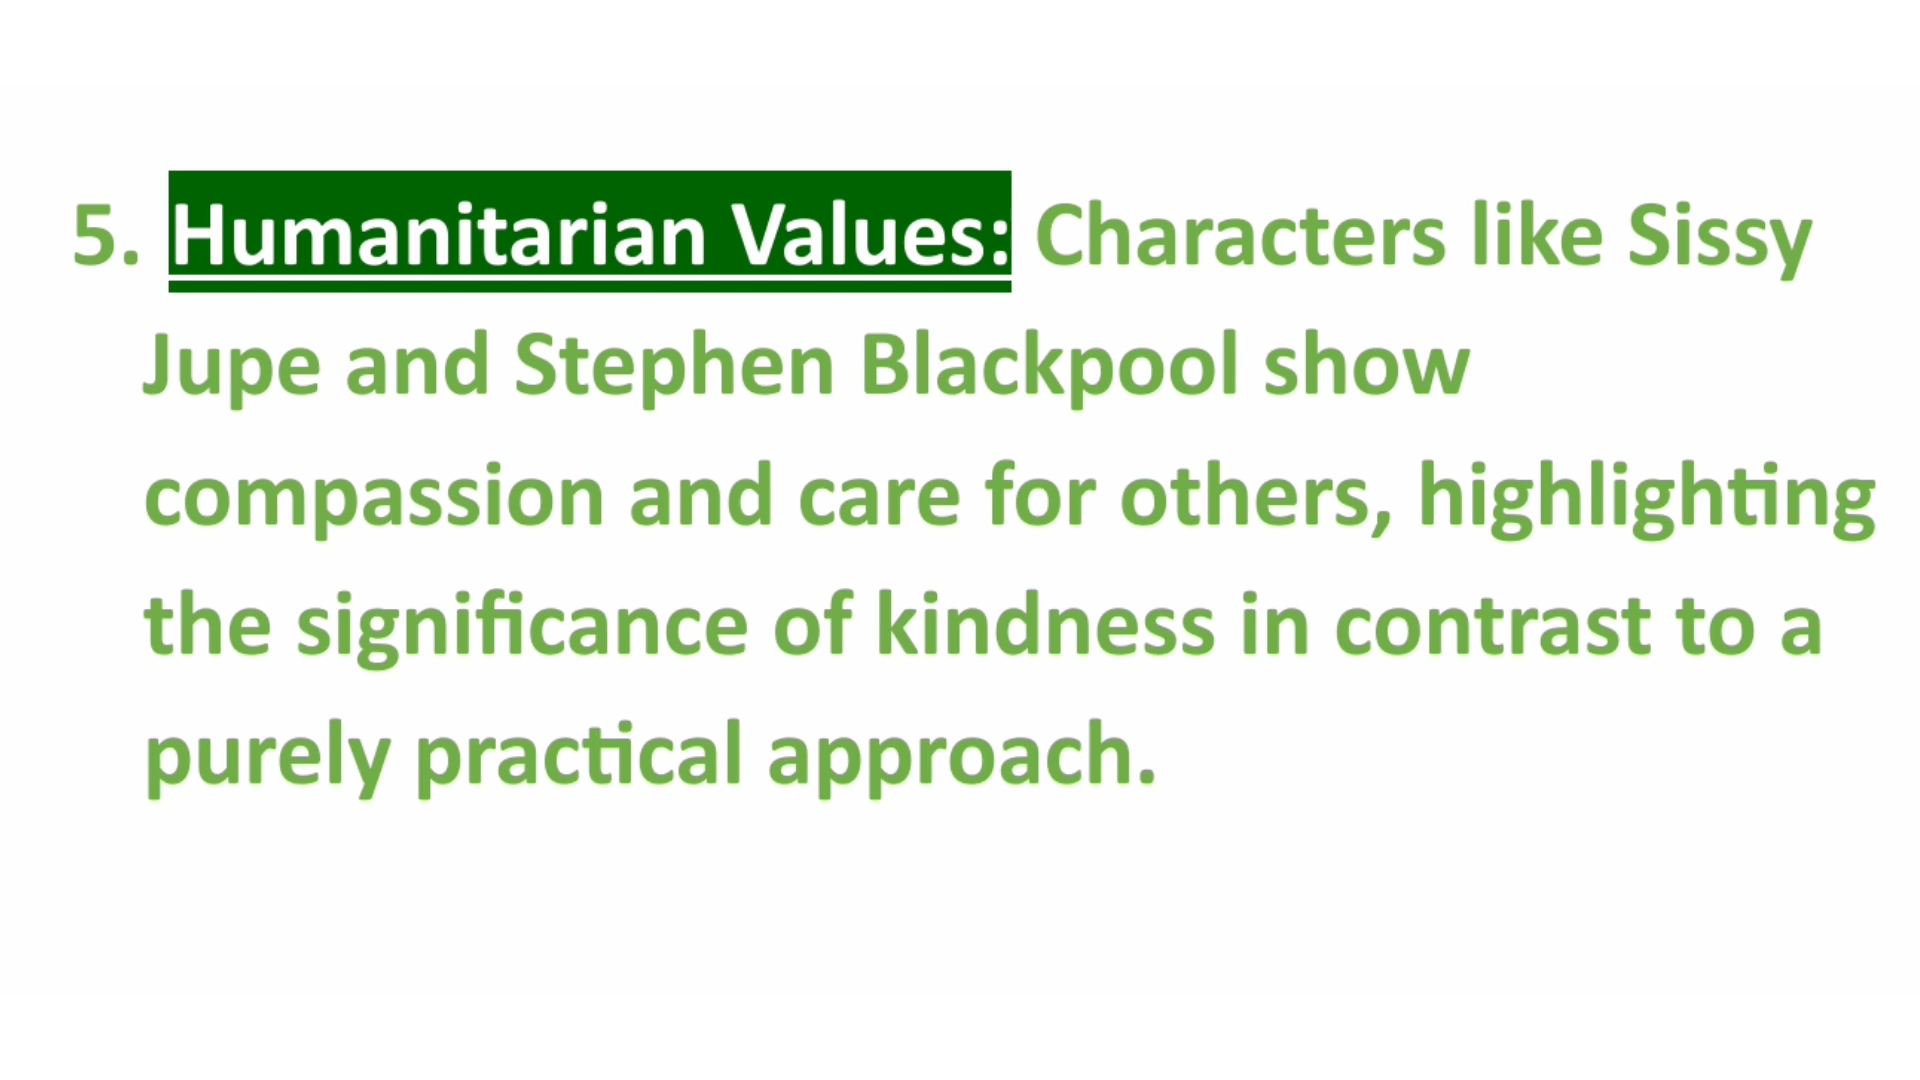 5. Humanitarian Values: Characters like Sissy
Jupe and Stephen Blackpool show
compassion and care for others, highlighting
the significance of kindness in contrast to a
purely practical approach.